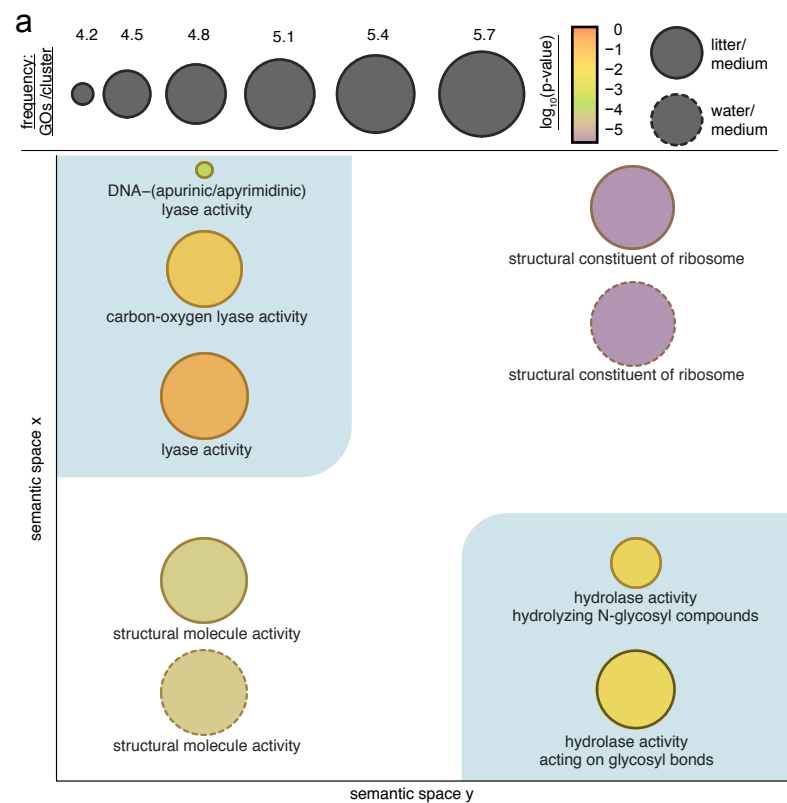 a
4.2 4.5 4.8 5.1 5.4 5.7
frequency:
GOs /cluster
log10(p-value)
0
−1
−2
−3
−4
−5
litter/
medium
water/
medium
DNA−(apurinic/apyrimidinic)
lyase activity
carbon-oxygen lyase activity
lyase activity
structural constituent of ribosome
structural constituent of ribosome
structural molecule activity
structural molecule activity
hydrolase activity
hydrolyzing N-glycosyl compounds
hydrolase activity
acting on glycosyl bonds
semantic space x
semantic space y